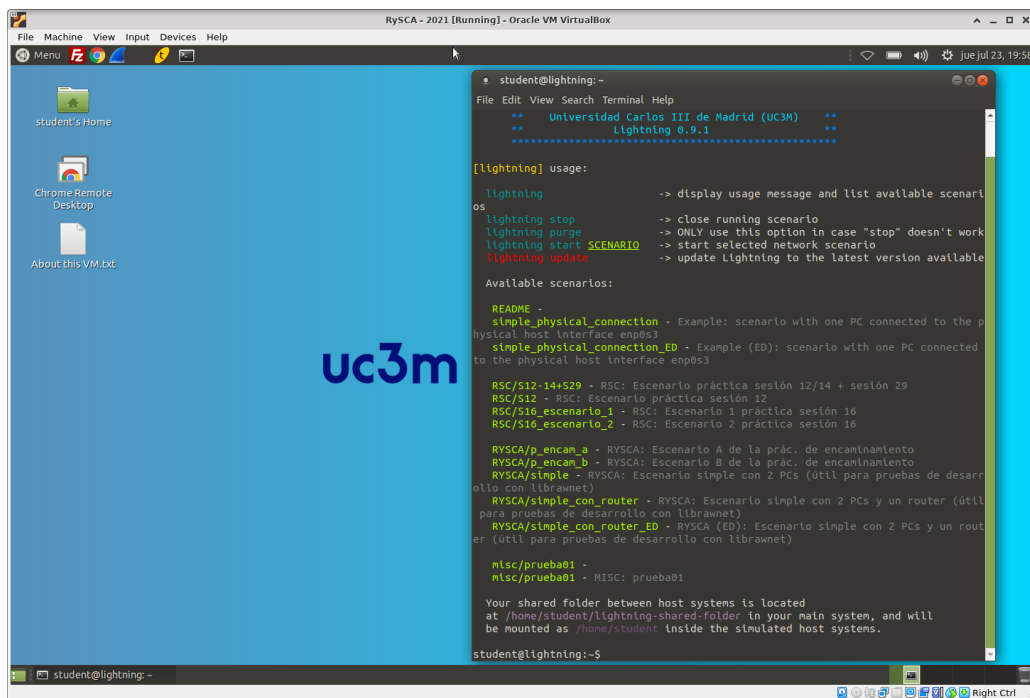 RySCA - 2021 [Running] - Oracle VM VirtualBox
File Machine View Input Devices Help
Menu
jue jul 23, 19:58
student's Home
Chrome Remote
Desktop
About this VM.txt
uc3m
student@lightning: ~
File Edit View Search Terminal Help
** Universidad Carlos III de Madrid (UC3M) **
** Lightning 0.9.1 **
***************************************************
[lightning] usage:
lightning -> display usage message and list available scenari
os
lightning stop -> close running scenario
lightning purge -> ONLY use this option in case "stop" doesn't work
lightning start SCENARIO -> start selected network scenario
lightning update -> update Lightning to the latest version available
Available scenarios:
README -
simple_physical_connection - Example: scenario with one PC connected to the p
hysical host interface enp0s3
simple_physical_connection_ED - Example (ED): scenario with one PC connected
to the physical host interface enp0s3
RSC/S12-14+S29 - RSC: Escenario práctica sesión 12/14 + sesión 29
RSC/S12 - RSC: Escenario práctica sesión 12
RSC/S16_escenario_1 - RSC: Escenario 1 práctica sesión 16
RSC/S16_escenario_2 - RSC: Escenario 2 práctica sesión 16
RYSCA/p_encam_a - RYSCA: Escenario A de la prác. de encaminamiento
RYSCA/p_encam_b - RYSCA: Escenario B de la prác. de encaminamiento
RYSCA/simple - RYSCA: Escenario simple con 2 PCs (útil para pruebas de desarr
ollo con librawnet)
RYSCA/simple_con_router - RYSCA: Escenario simple con 2 PCs y un router (útil
para pruebas de desarrollo con librawnet)
RYSCA/simple_con_router_ED - RYSCA (ED): Escenario simple con 2 PCs y un rout
er (útil para pruebas de desarrollo con librawnet)
misc/prueba01 -
misc/prueba01 - MISC: prueba01
Your shared folder between host systems is located
at /home/student/lightning-shared-folder in your main system, and will
be mounted as /home/student inside the simulated host systems.
student@lightning:~$
student@lightning: ~
Right Ctrl